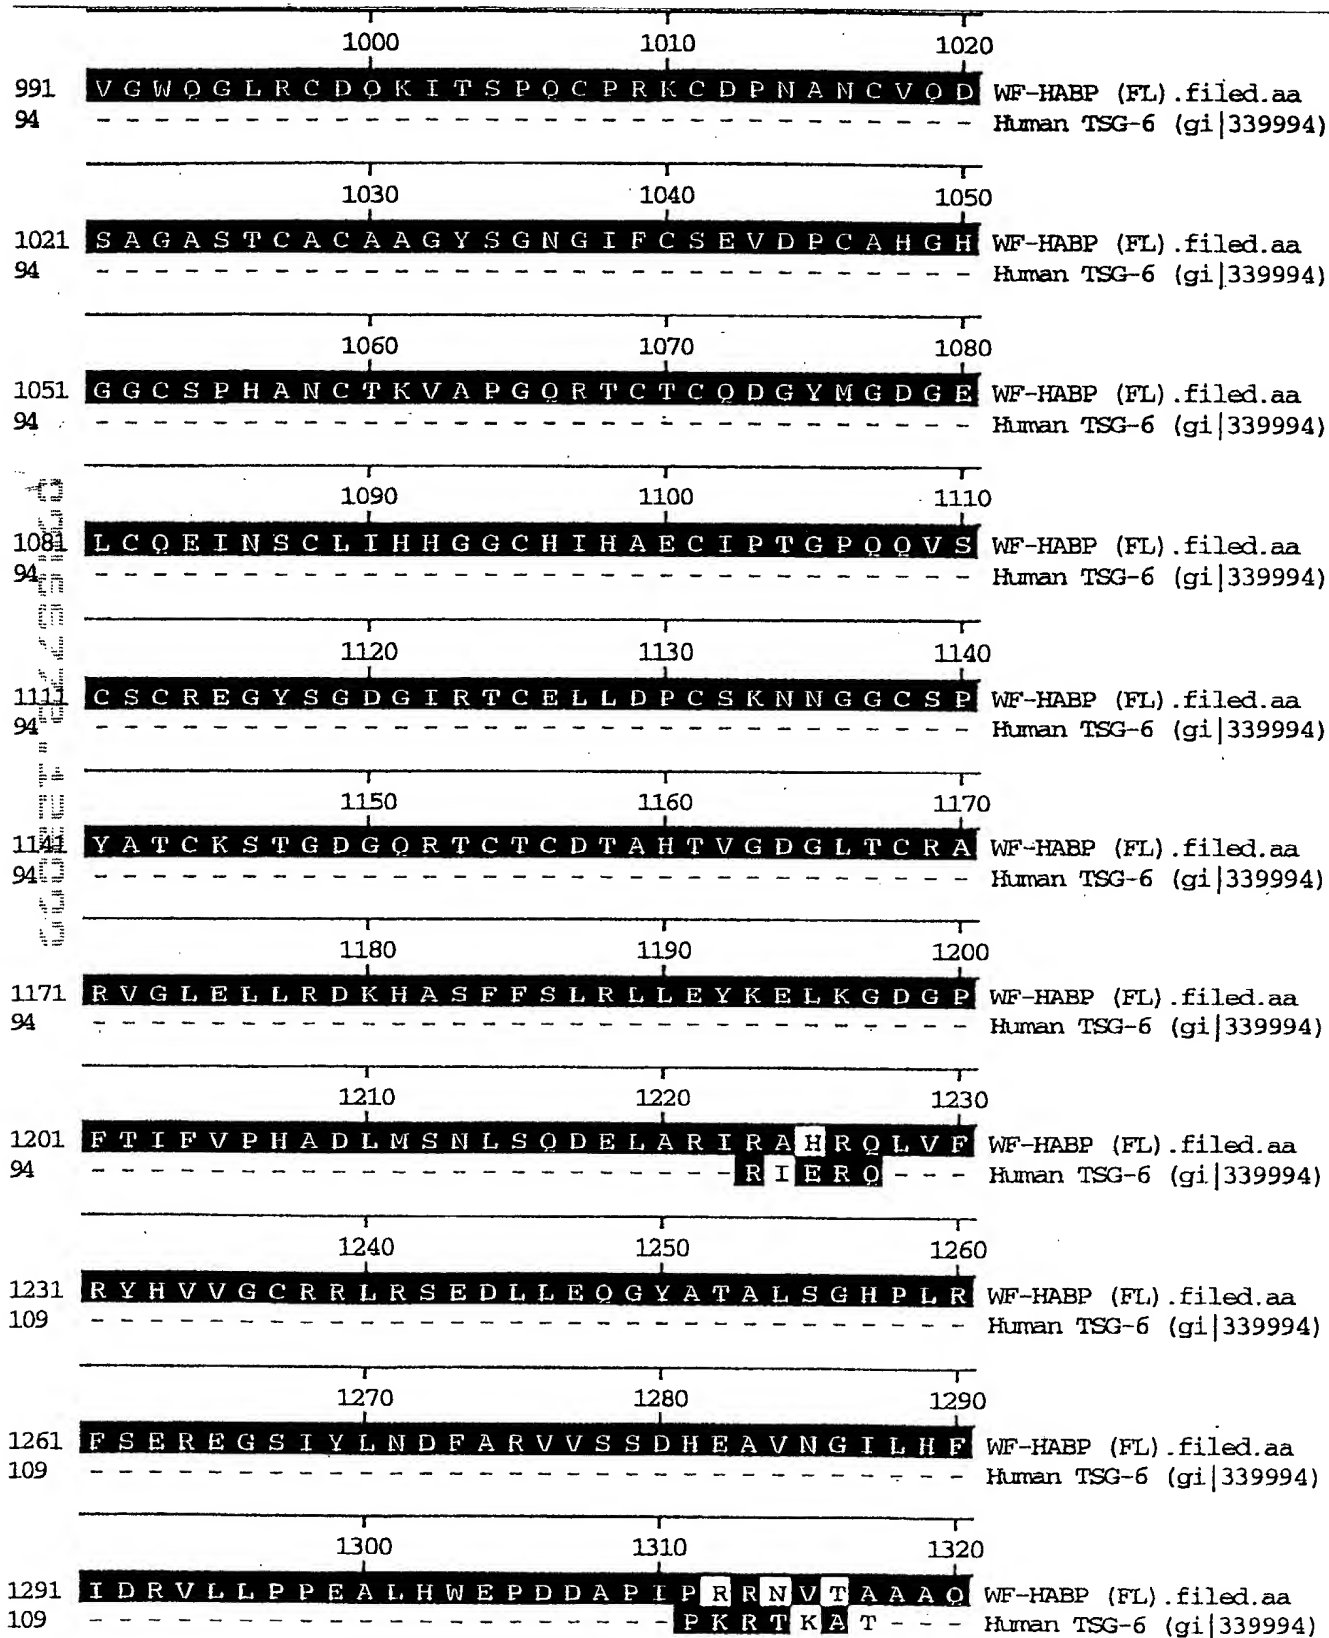 1000 1010 1020
991 V G W Q G L R C D Q K I T S P Q C P R K C D P N A N C V Q D WF-HABP (FL).filed.aa
94 - - - - - - - - - - - - - - - - - - - - - - - - - - - - - - Human TSG-6 (gi|339994)
1030 1040 1050
1021 S A G A S T C A C A A G Y S G N G I F C S E V D P C A H G H WF-HABP (FL).filed.aa
94 - - - - - - - - - - - - - - - - - - - - - - - - - - - - - - Human TSG-6 (gi|339994)
1060 1070 1080
1051 G G C S P H A N C T K V A P G Q R T C T C Q D G Y M G D G E WF-HABP (FL).filed.aa
94 - - - - - - - - - - - - - - - - - - - - - - - - - - - - - - Human TSG-6 (gi|339994)
1090 1100 1110
1081 L C Q E I N S C L I H H G G C H I H A E C I P T G P Q Q V S WF-HABP (FL).filed.aa
94 - - - - - - - - - - - - - - - - - - - - - - - - - - - - - - Human TSG-6 (gi|339994)
1120 1130 1140
1111 C S C R E G Y S G D G I R T C E L L D P C S K N N G G C S P WF-HABP (FL).filed.aa
94 - - - - - - - - - - - - - - - - - - - - - - - - - - - - - - Human TSG-6 (gi|339994)
1150 1160 1170
1141 Y A T C K S T G D G Q R T C T C D T A H T V G D G L T C R A WF-HABP (FL).filed.aa
94 - - - - - - - - - - - - - - - - - - - - - - - - - - - - - - Human TSG-6 (gi|339994)
1180 1190 1200
1171 R V G L E L L R D K H A S F F S L R L L E Y K E L K G D G P WF-HABP (FL).filed.aa
94 - - - - - - - - - - - - - - - - - - - - - - - - - - - - - - Human TSG-6 (gi|339994)
1210 1220 1230
1201 F T I F V P H A D L M S N L S Q D E L A R I R A H R Q L V F WF-HABP (FL).filed.aa
94 - - - - - - - - - - - - - - - - - - - - - - R I E R Q - - - Human TSG-6 (gi|339994)
1240 1250 1260
1231 R Y H V V G C R R L R S E D L L E Q G Y A T A L S G H P L R WF-HABP (FL).filed.aa
109 - - - - - - - - - - - - - - - - - - - - - - - - - - - - - - Human TSG-6 (gi|339994)
1270 1280 1290
1261 F S E R E G S I Y L N D F A R V V S S D H E A V N G I L H F WF-HABP (FL).filed.aa
109 - - - - - - - - - - - - - - - - - - - - - - - - - - - - - - Human TSG-6 (gi|339994)
1300 1310 1320
1291 I D R V L L P P E A L H W E P D D A P I P R R N V T A A A Q WF-HABP (FL).filed.aa
109 - - - - - - - - - - - - - - - - - - - - P K R T K A T - - - Human TSG-6 (gi|339994)